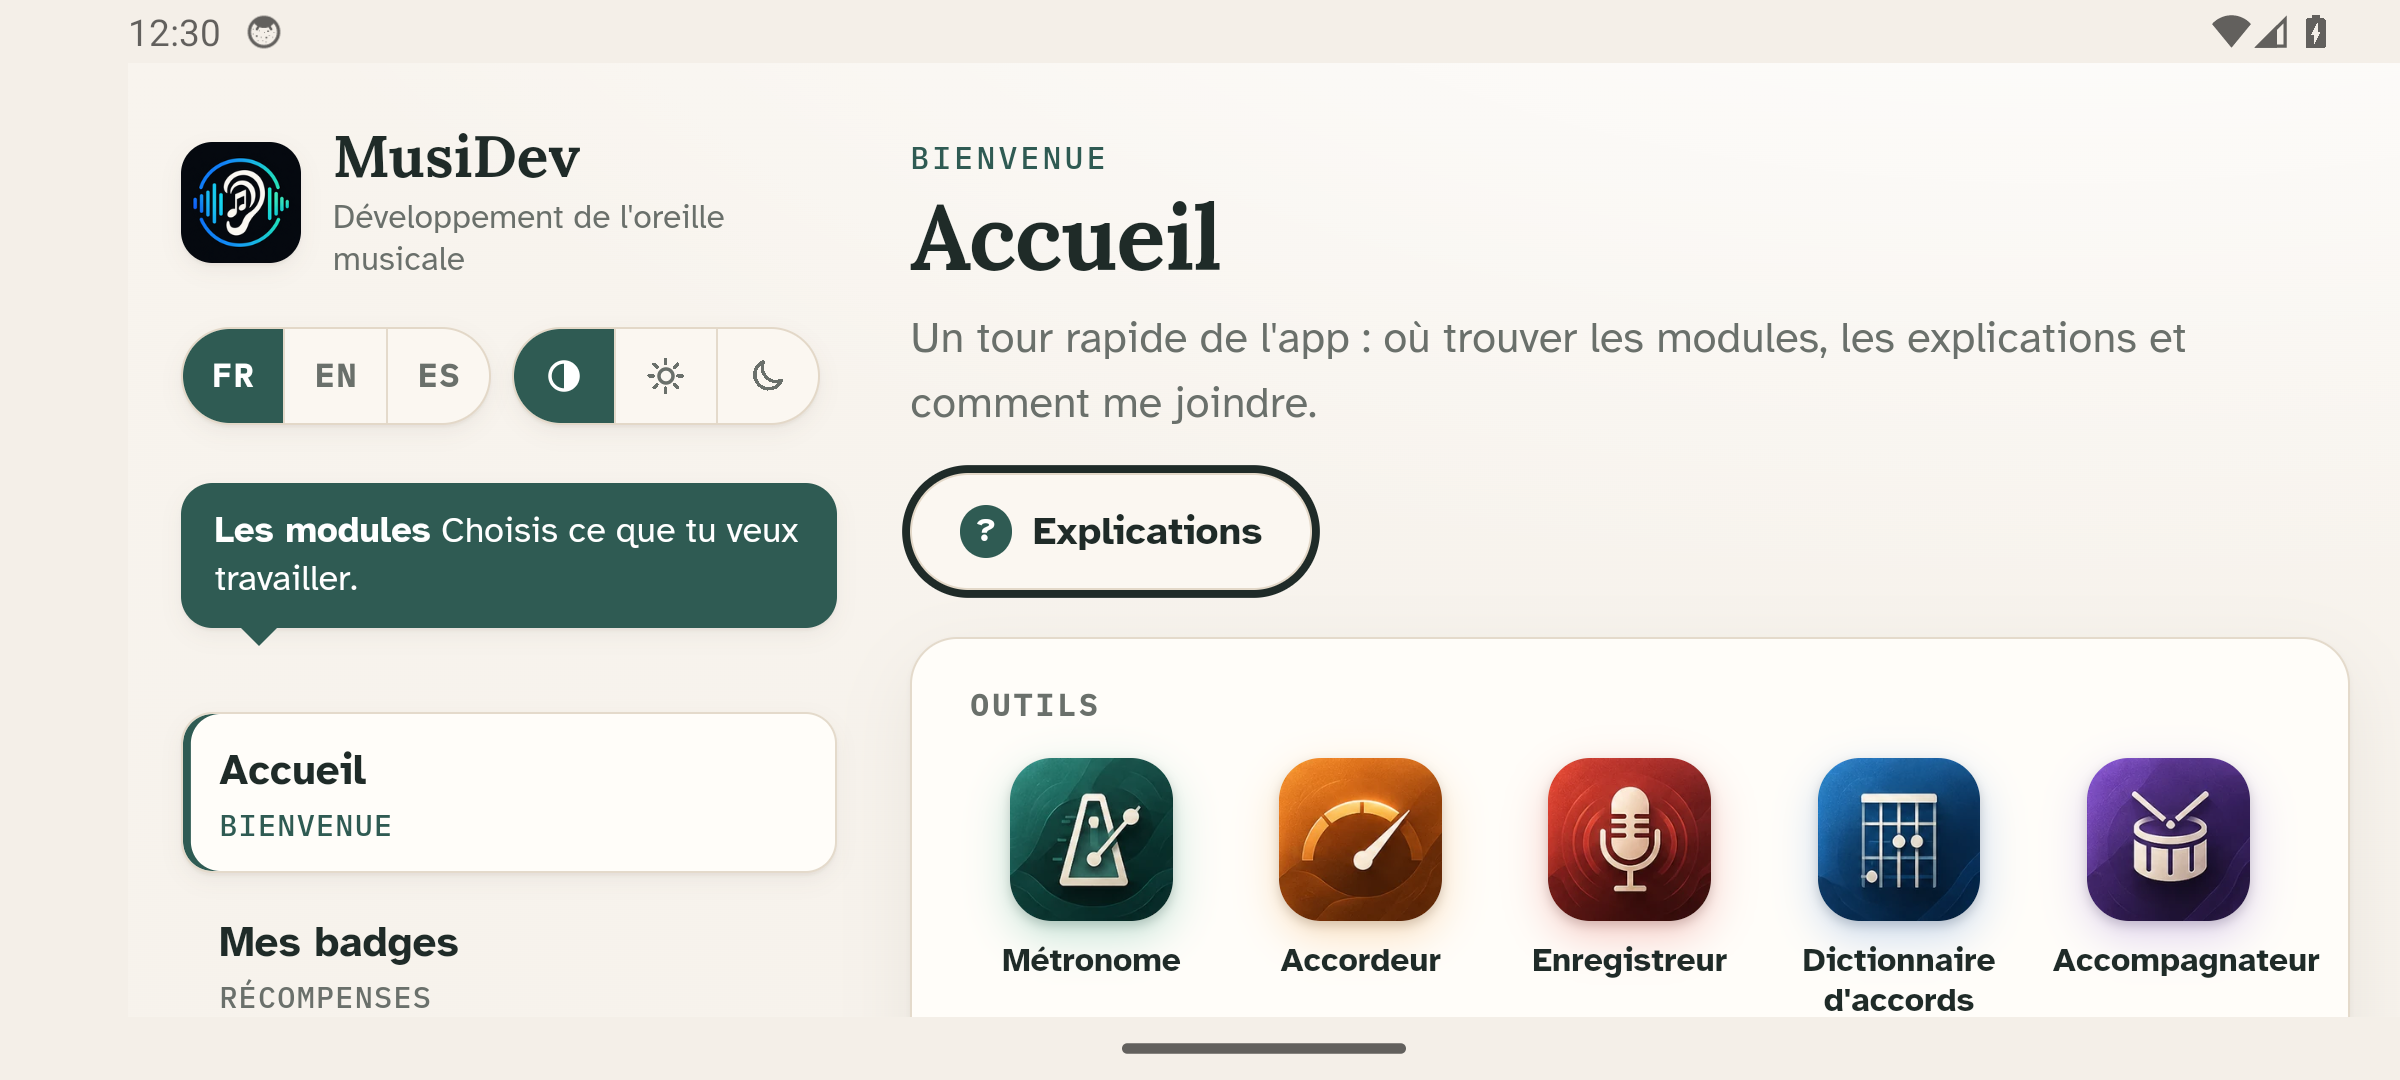 12:30
MusiDev
Développement de l'oreille
musicale
FR EN ES
Les modules Choisis ce que tu veux
travailler.
Accueil
BIENVENUE
Mes badges
RÉCOMPENSES
BIENVENUE
Accueil
Un tour rapide de l'app : où trouver les modules, les explications et
comment me joindre.
? Explications
OUTILS
Métronome
Accordeur
Enregistreur
Dictionnaire
d'accords
Accompagnateur